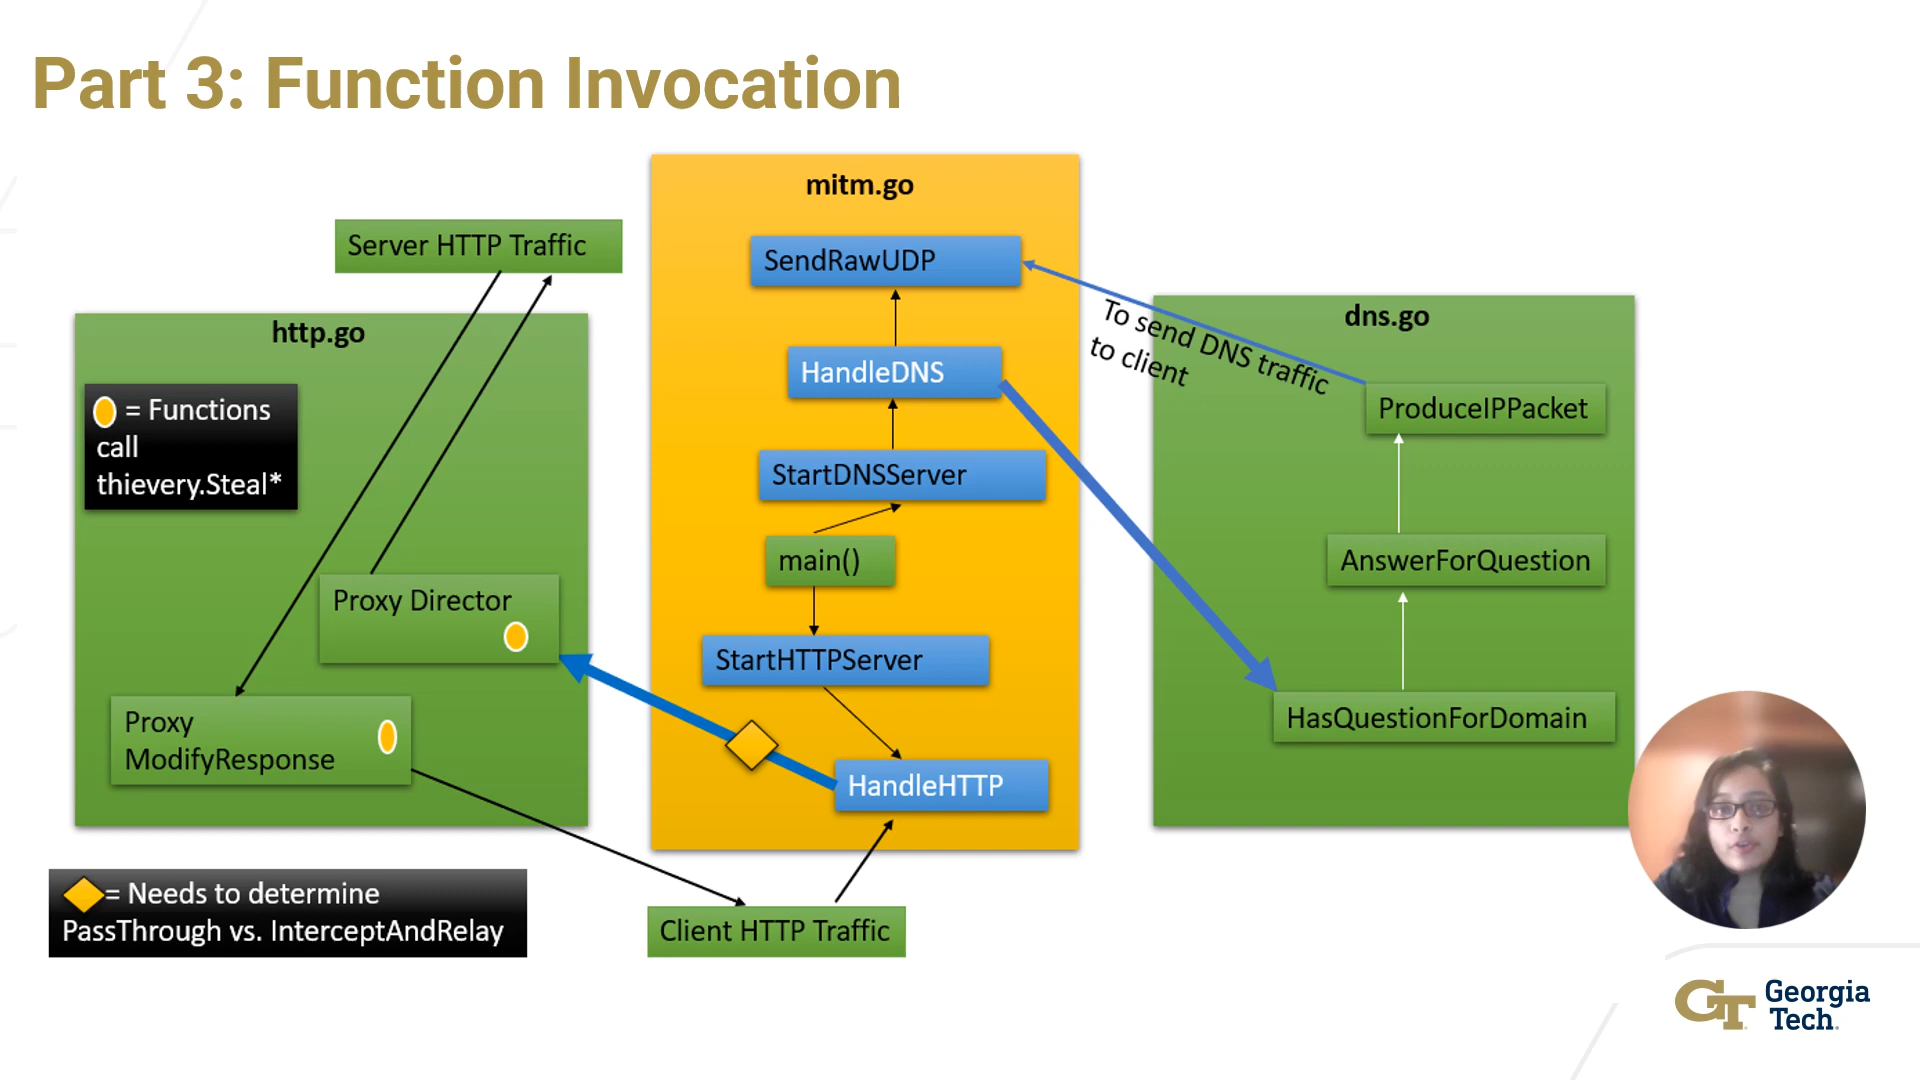 Part 3: Function Invocation
mitm.go
Server HTTP Traffic
SendRawUDP
http.go
dns.go
To send DNS traffic
to client
HandleDNS
= Functions
call
thievery.Steal*
ProduceIPPacket
StartDNSServer
main()
AnswerForQuestion
Proxy Director
StartHTTPServer
Proxy
ModifyResponse
HasQuestionForDomain
HandleHTTP
= Needs to determine
PassThrough vs. InterceptAndRelay
Client HTTP Traffic
GT Georgia
Tech.